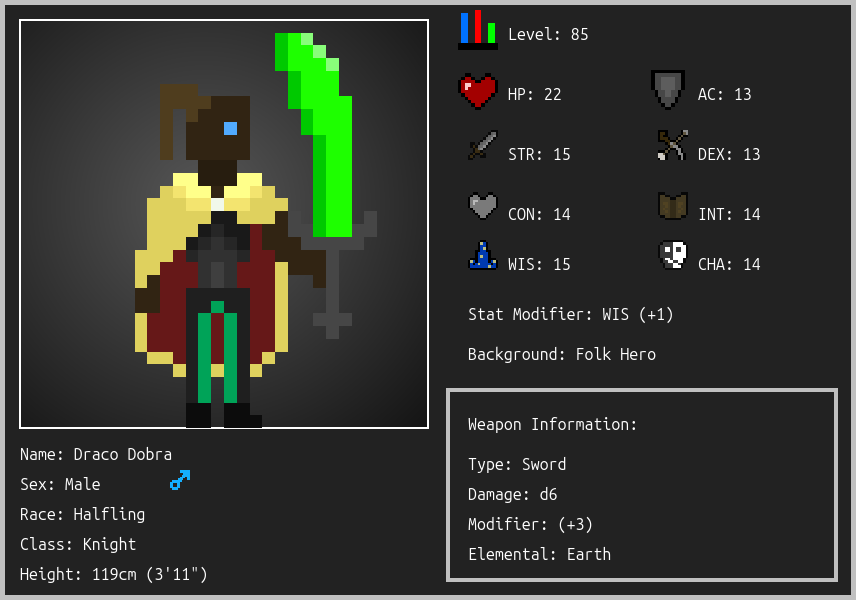 Level: 85
HP: 22
AC: 13
STR: 15
DEX: 13
CON: 14
INT: 14
WIS: 15
CHA: 14
Stat Modifier: WIS (+1)
Background: Folk Hero
Weapon Information:
Type: Sword
Damage: d6
Modifier: (+3)
Elemental: Earth
Name: Draco Dobra
Sex: Male
Race: Halfling
Class: Knight
Height: 119cm (3'11")